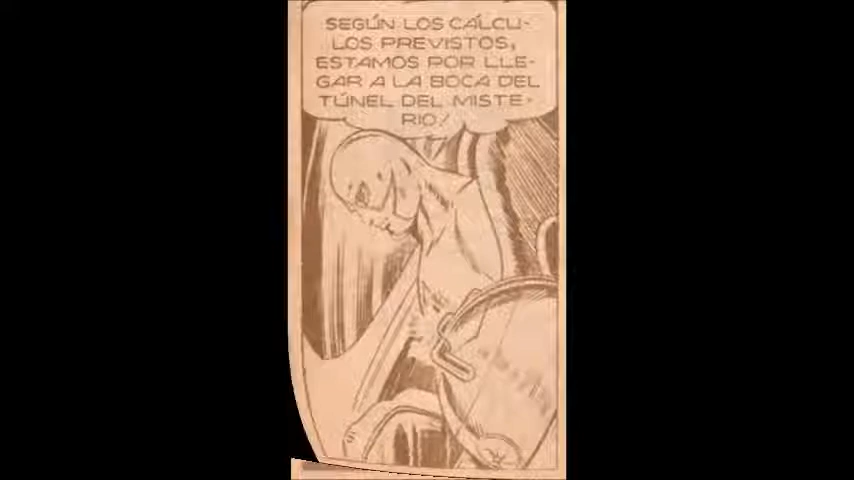 SEGÚN LOS CÁLCU-
LOS PREVISTOS,
ESTAMOS POR LLE-
GAR A LA BOCA DEL
TÚNEL DEL MISTE-
RIO!